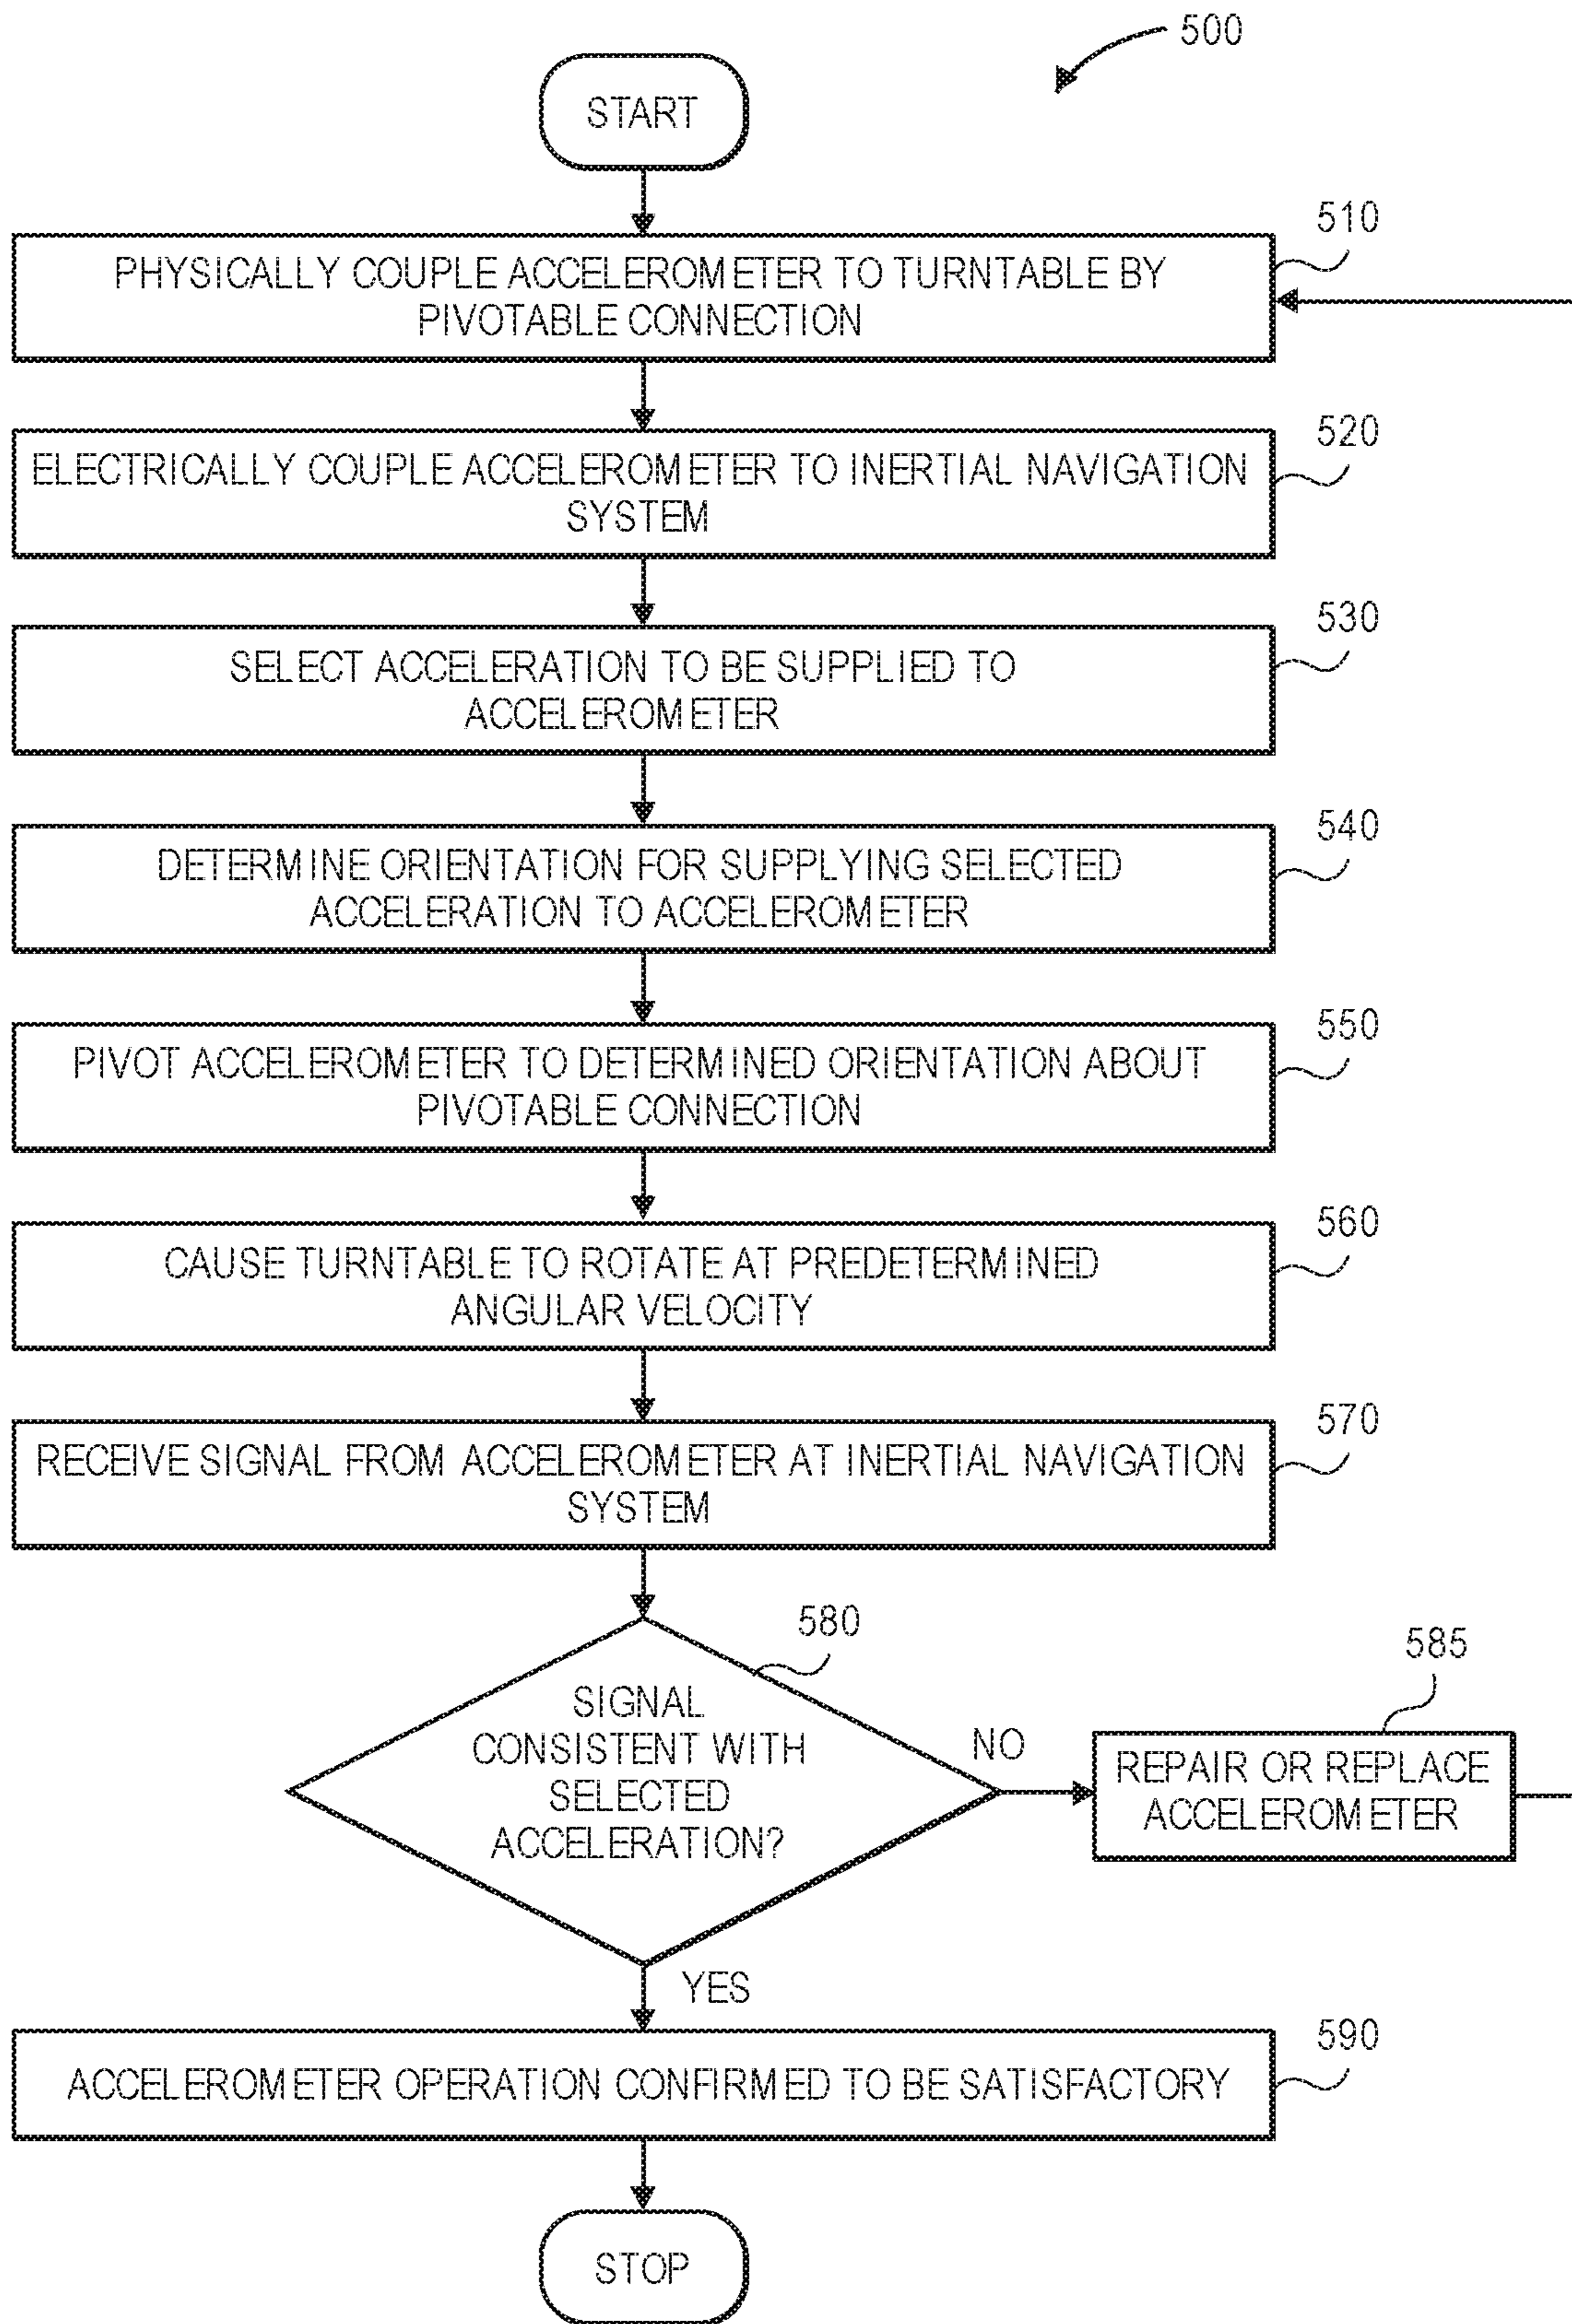 500
START
510
PHYSICALLY COUPLE ACCELEROMETER TO TURNTABLE BY
PIVOTABLE CONNECTION
520
ELECTRICALLY COUPLE ACCELEROMETER TO INERTIAL NAVIGATION
SYSTEM
530
SELECT ACCELERATION TO BE SUPPLIED TO
ACCELEROMETER
540
DETERMINE ORIENTATION FOR SUPPLYING SELECTED
ACCELERATION TO ACCELEROMETER
550
PIVOT ACCELEROMETER TO DETERMINED ORIENTATION ABOUT
PIVOTABLE CONNECTION
560
CAUSE TURNTABLE TO ROTATE AT PREDETERMINED
ANGULAR VELOCITY
570
RECEIVE SIGNAL FROM ACCELEROMETER AT INERTIAL NAVIGATION
SYSTEM
580
SIGNAL
CONSISTENT WITH
SELECTED
ACCELERATION?
NO
585
REPAIR OR REPLACE
ACCELEROMETER
YES
590
ACCELEROMETER OPERATION CONFIRMED TO BE SATISFACTORY
STOP